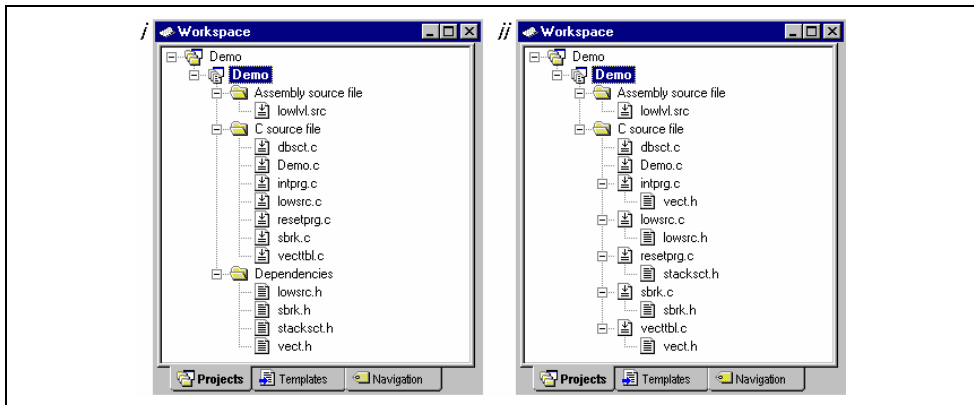 i
Workspace
Demo
Demo
Assembly source file
lowlvl.src
C source file
dbsct.c
Demo.c
intprg.c
lowsrc.c
resetprg.c
sbrk.c
vecttbl.c
Dependencies
lowsrc.h
sbrk.h
stacksct.h
vect.h
Projects Templates Navigation
ii
Workspace
Demo
Demo
Assembly source file
lowlvl.src
C source file
dbsct.c
Demo.c
intprg.c
vect.h
lowsrc.c
lowsrc.h
resetprg.c
stacksct.h
sbrk.c
sbrk.h
vecttbl.c
vect.h
Projects Templates Navigation